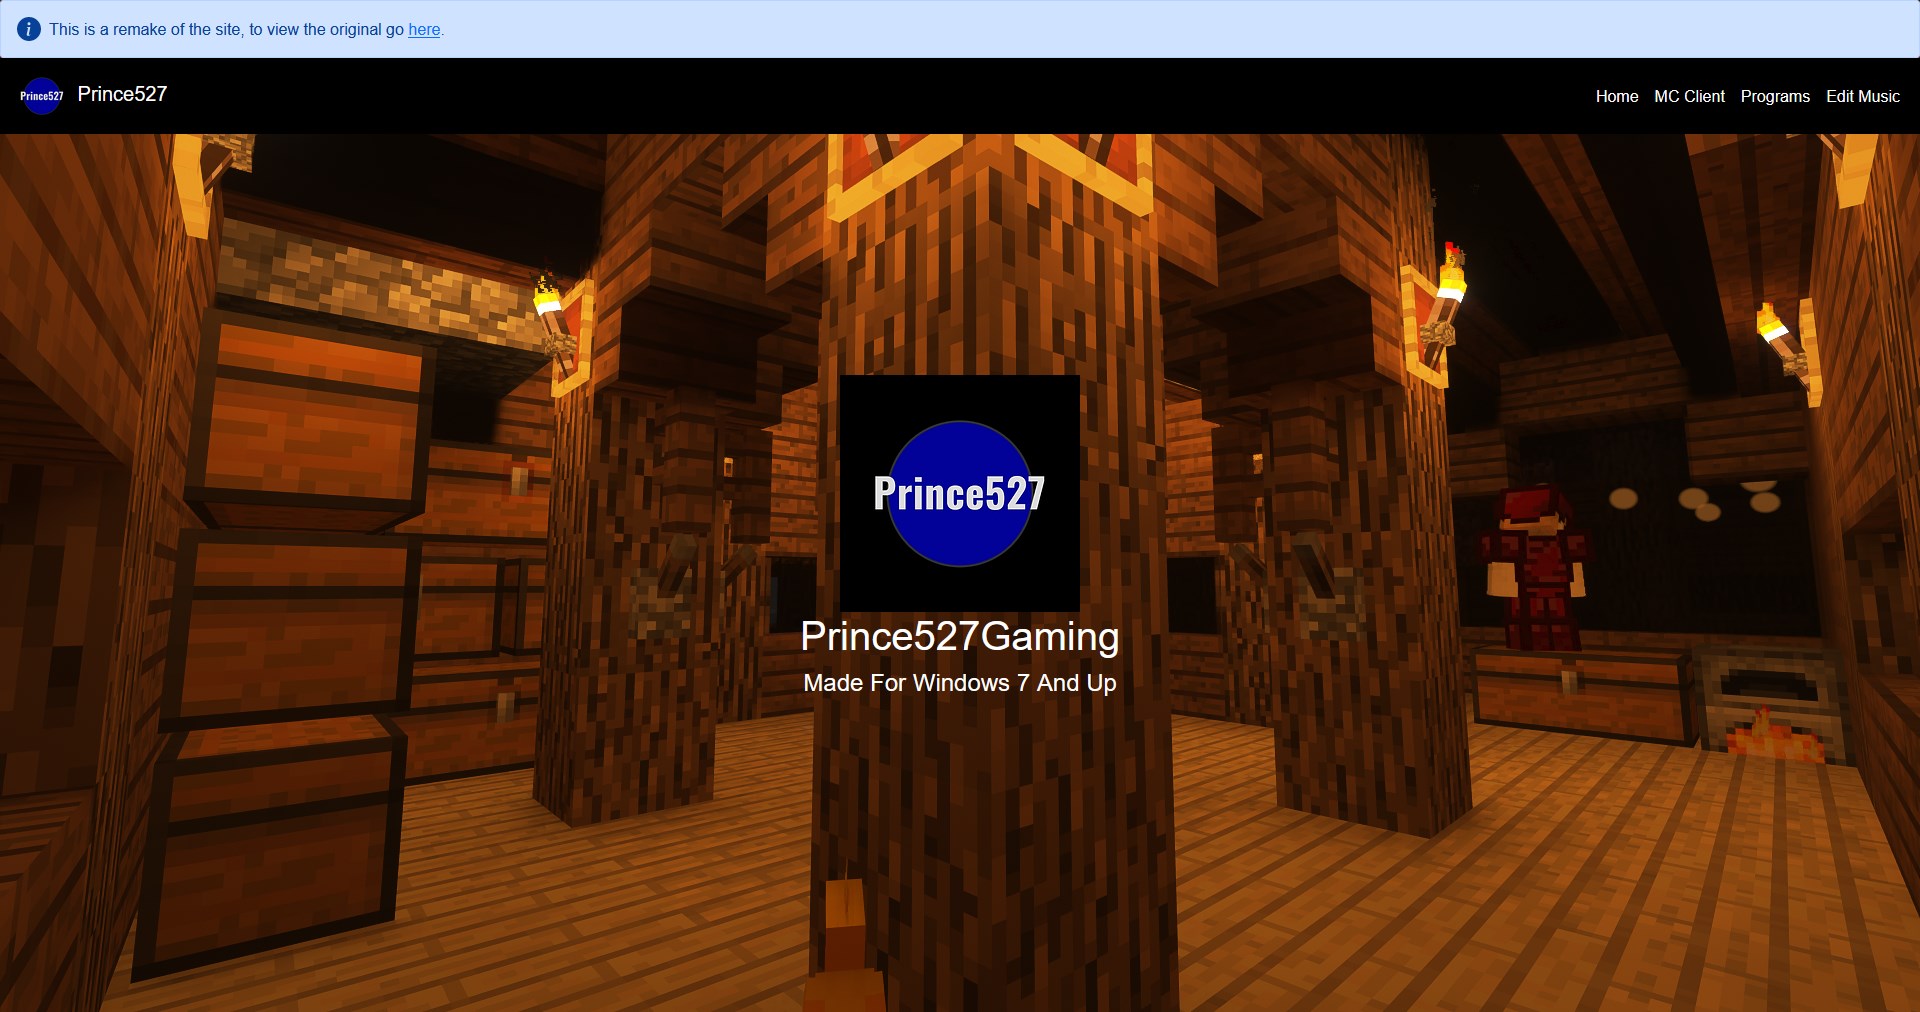 This is a remake of the site, to view the original go here.
Prince527 Prince527
Home MC Client Programs Edit Music
Prince527
Prince527Gaming
Made For Windows 7 And Up